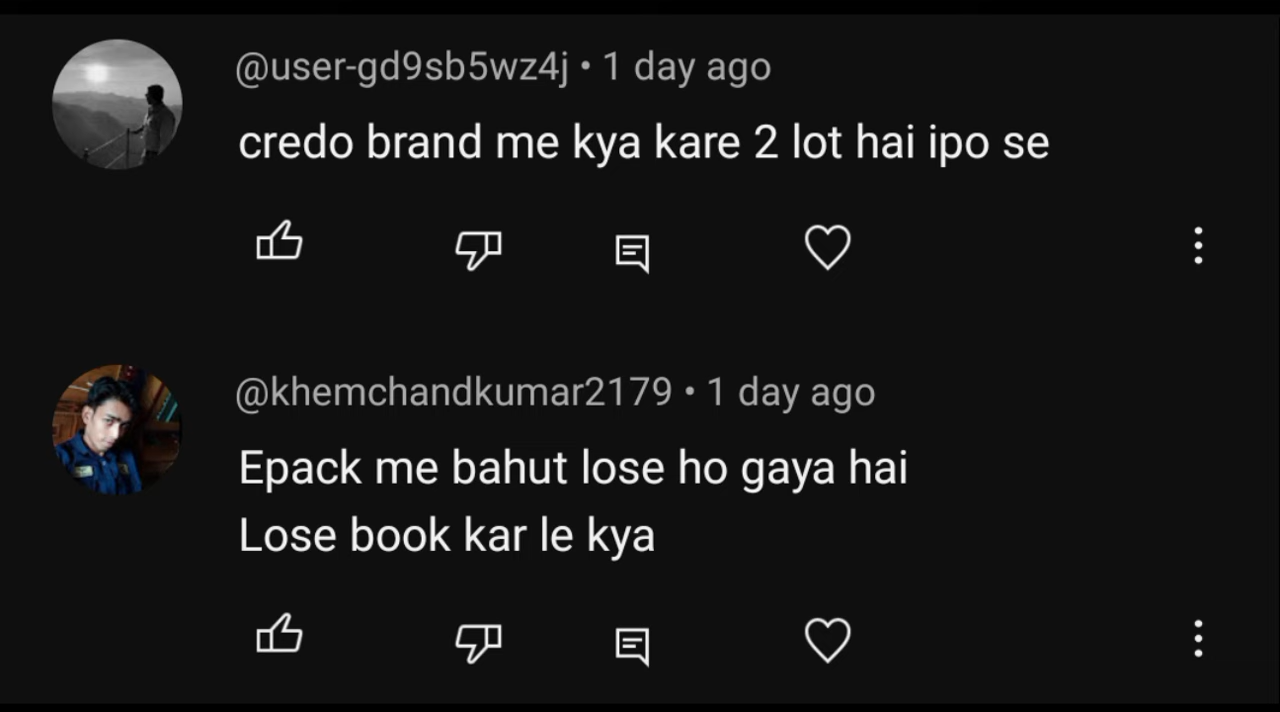 @user-gd9sb5wz4j • 1 day ago
credo brand me kya kare 2 lot hai ipo se
@khemchandkumar2179 • 1 day ago
Epack me bahut lose ho gaya hai
Lose book kar le kya